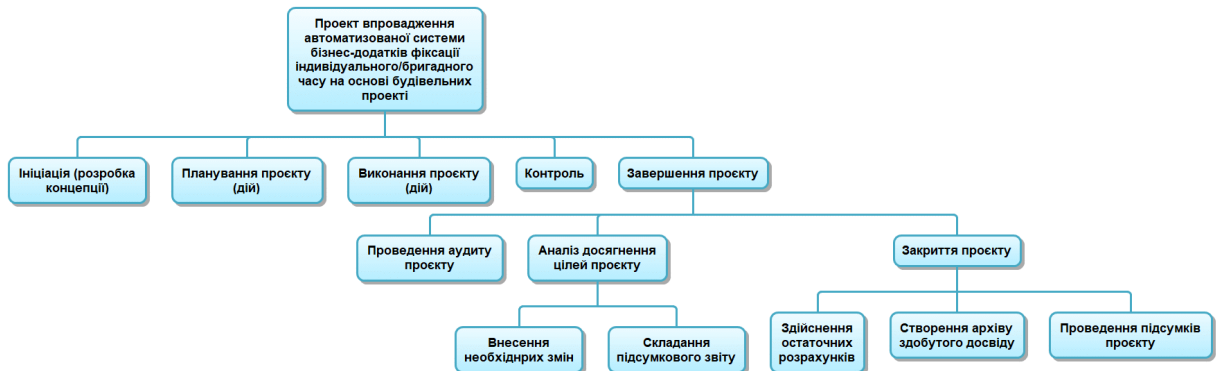 Проект впровадження
автоматизованої системи
бізнес-додатків фіксації
індивідуального/бригадного
часу на основі будівельних
проекті
Ініціація (розробка
концепції)
Планування проєкту
(дій)
Виконання проєкту
(дій)
Контроль
Завершення проєкту
Проведення аудиту
проєкту
Аналіз досягнення
цілей проєкту
Закриття проєкту
Внесення
необхіднрих змін
Складання
підсумкового звіту
Здійснення
остаточних
розрахунків
Створення архіву
здобутого досвіду
Проведення підсумків
проєкту